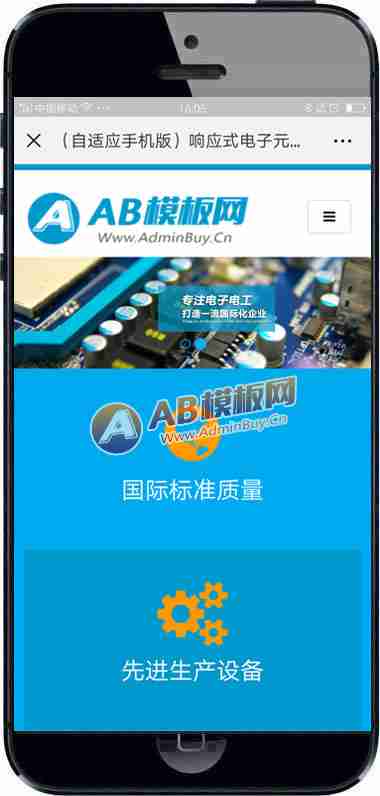 中国移动
16:05
（自适应手机版）响应式电子元...
AB模板网
Www.AdminBuy.Cn
专注电子电工
打造一流国际化企业
AB模板网
Www.AdminBuy.Cn
国际标准质量
先进生产设备